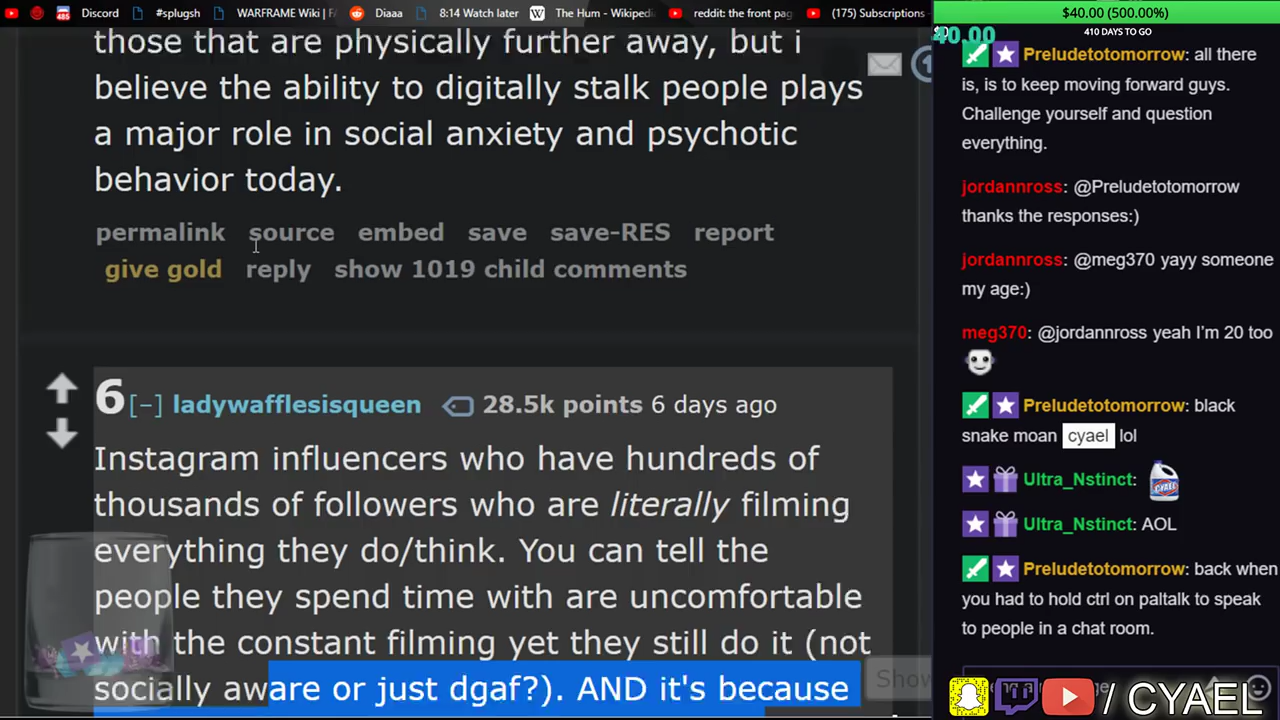 Discord
#splugsh
WARFRAME Wiki | FA
Diaaa
8:14 Watch later
The Hum - Wikiped
reddit: the front pag
(175) Subscriptions
those that are physically further away, but i
believe the ability to digitally stalk people plays
a major role in social anxiety and psychotic
behavior today.
permalink source embed save save-RES report
give gold reply show 1019 child comments
6 [–] ladywafflesisqueen 28.5k points 6 days ago
Instagram influencers who have hundreds of
thousands of followers who are literally filming
everything they do/think. You can tell the
people they spend time with are uncomfortable
with the constant filming yet they still do it (not
socially aware or just dgaf?). AND it's because
$40.00 (500.00%)
40.00
410 DAYS TO GO
Preludetotomorrow: all there
is, is to keep moving forward guys.
Challenge yourself and question
everything.
jordannross: @Preludetotomorrow
thanks the responses:)
jordannross: @meg370 yayy someone
my age:)
meg370: @jordannross yeah I'm 20 too
Preludetotomorrow: black
snake moan cyael lol
Ultra_Nstinct: CYAEL
Ultra_Nstinct: AOL
Preludetotomorrow: back when
you had to hold ctrl on paltalk to speak
to people in a chat room.
/ CYAEL